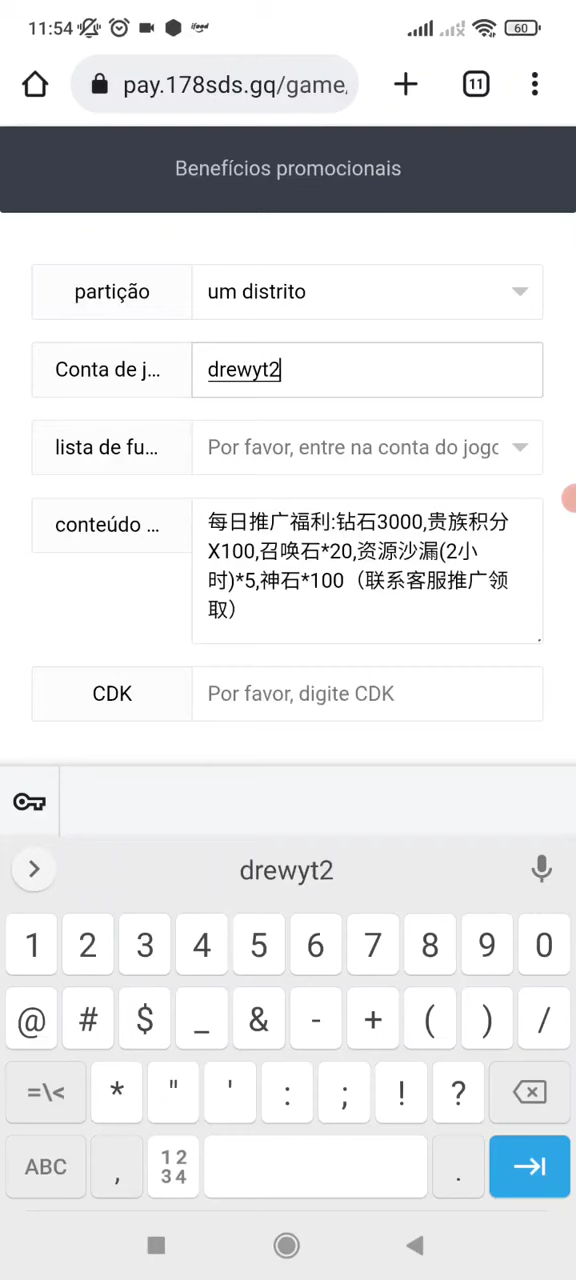 11:54
60
pay.178sds.gq/game,
11
Benefícios promocionais
partição
um distrito
Conta de j...
drewyt2
lista de fu...
Por favor, entre na conta do jogo
conteúdo ...
每日推广福利:钻石3000,贵族积分
X100,召唤石*20,资源沙漏(2小
时)*5,神石*100（联系客服推广领
取）
CDK
Por favor, digite CDK
drewyt2
1 2 3 4 5 6 7 8 9 0
@ # $ _ & - + ( ) /
=\< * " ' : ; ! ?
ABC , 1 2 3 4 .